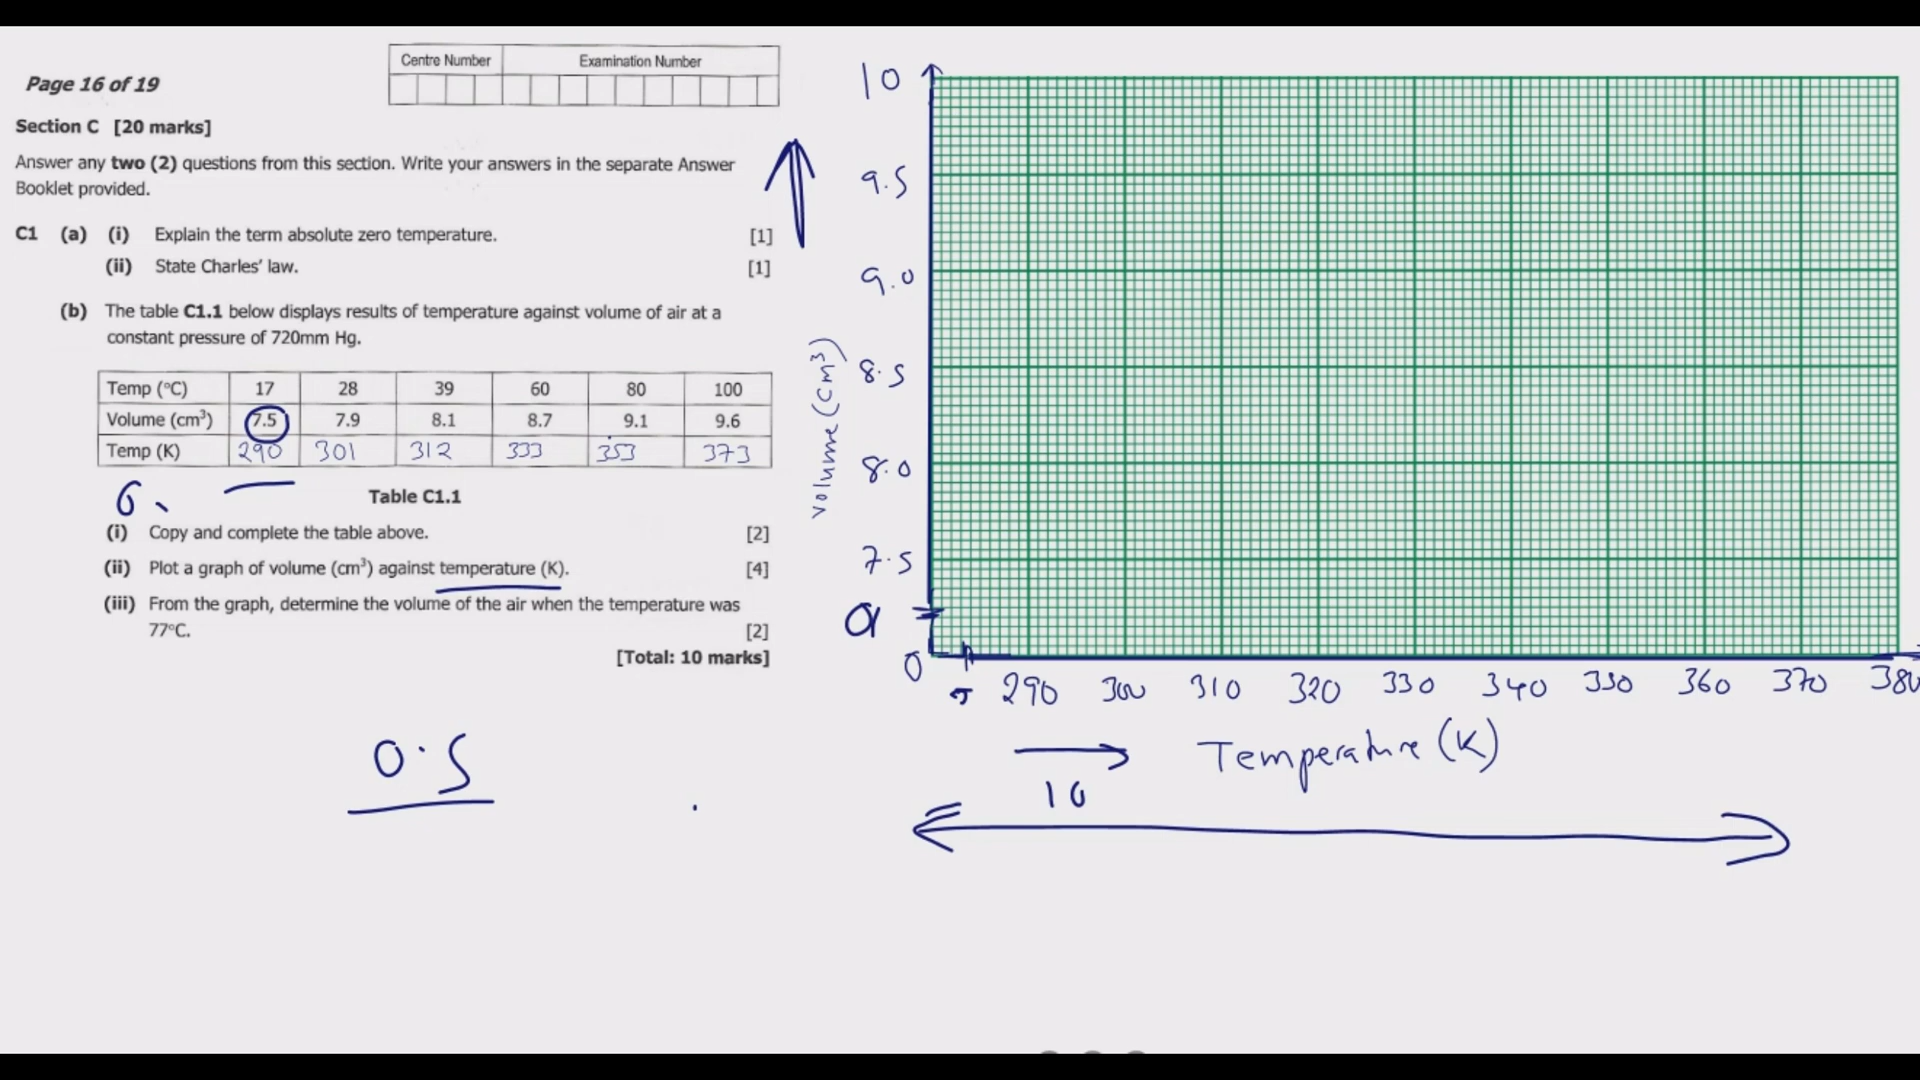 Centre Number Examination Number
Page 16 of 19
Section C [20 marks]
Answer any two (2) questions from this section. Write your answers in the separate Answer
Booklet provided.
C1 (a) (i) Explain the term absolute zero temperature. [1]
(ii) State Charles' law. [1]
(b) The table C1.1 below displays results of temperature against volume of air at a
constant pressure of 720mm Hg.
Temp (°C) 17 28 39 60 80 100
Volume (cm³) 7.5 7.9 8.1 8.7 9.1 9.6
Temp (K) 290 301 312 333 353 373
Table C1.1
(i) Copy and complete the table above. [2]
(ii) Plot a graph of volume (cm³) against temperature (K). [4]
(iii) From the graph, determine the volume of the air when the temperature was
77°C. [2]
[Total: 10 marks]
0.5
10
9.5
9.0
8.5
8.0
7.5
0
Volume (cm³)
290 300 310 320 330 340 350 360 370 380
Temperature (K)
10